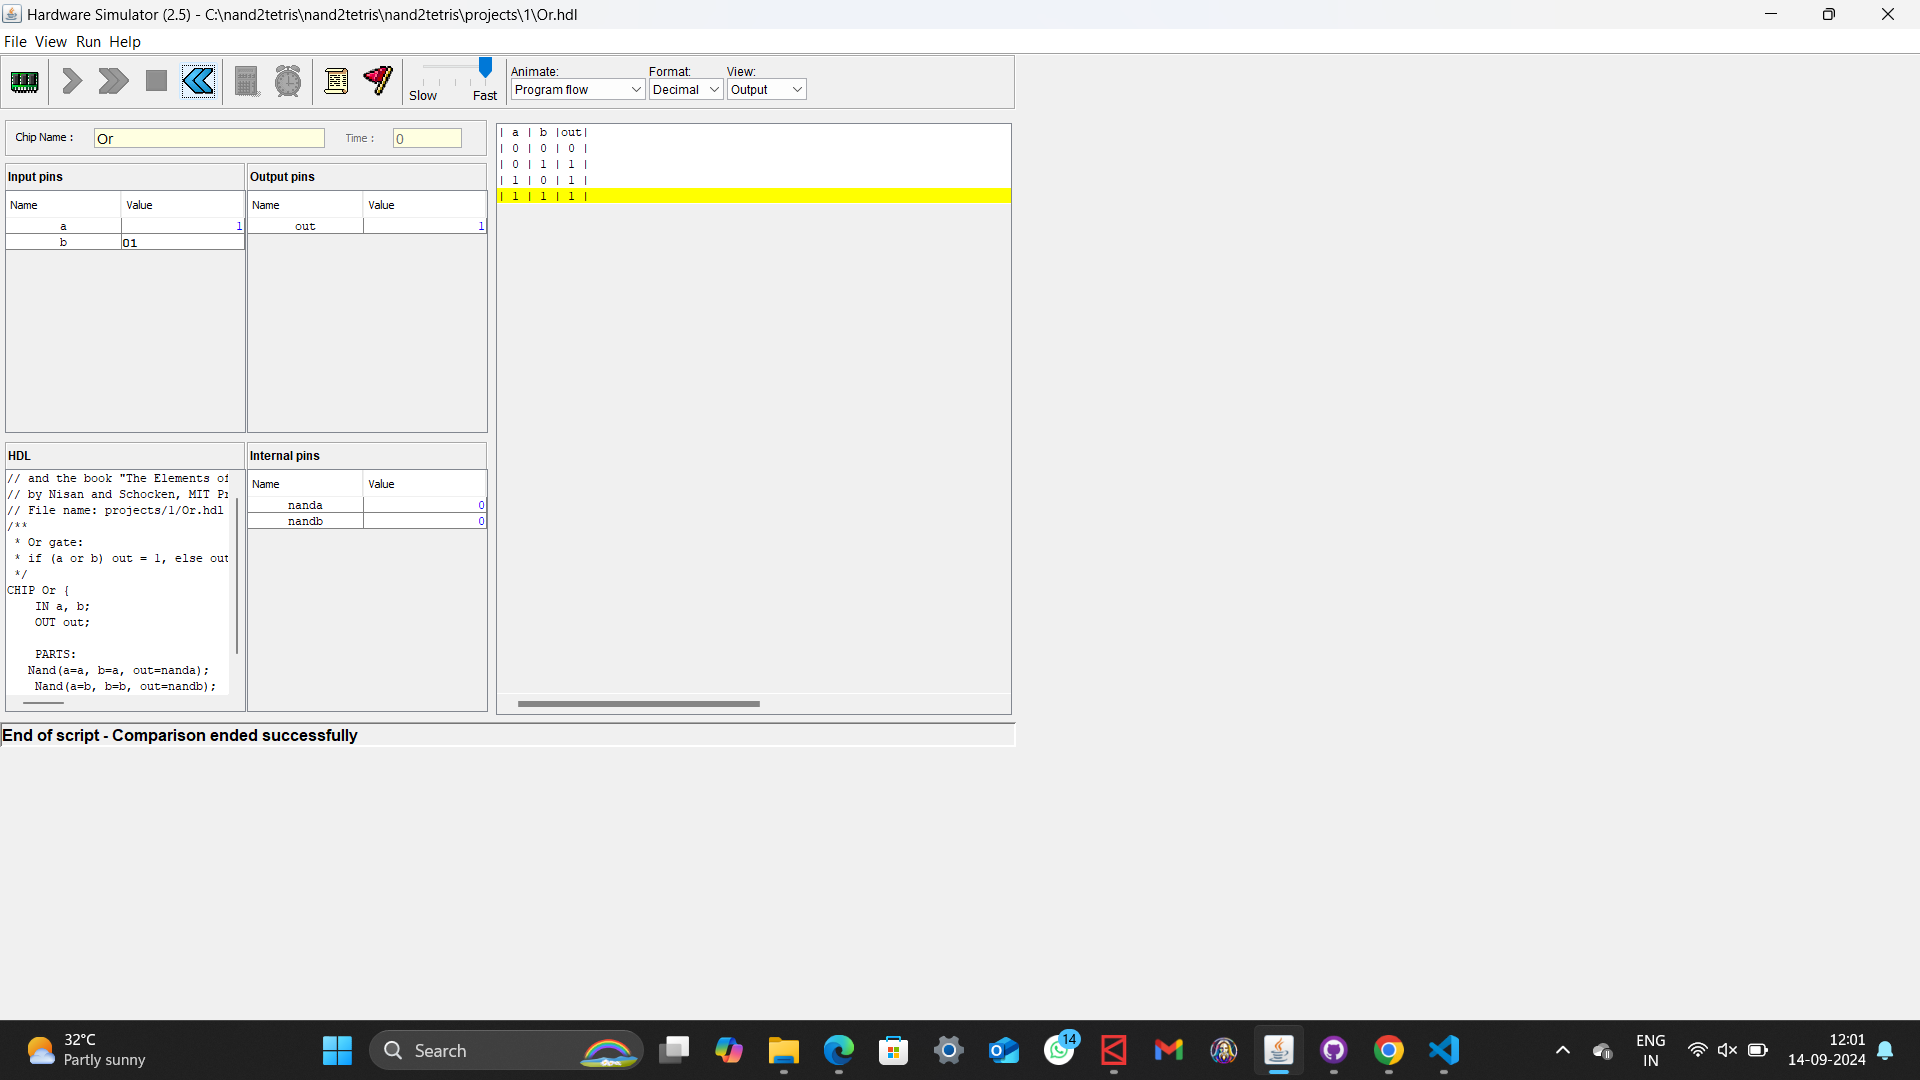 Hardware Simulator (2.5) - C:\nand2tetris\nand2tetris\nand2tetris\projects\1\Or.hdl
File View Run Help
Slow Fast
Animate: Format: View:
Program flow Decimal Output
Chip Name : Or Time : 0
Input pins
Name Value
a 1
b 01
Output pins
Name Value
out 1
| a | b |out|
| 0 | 0 | 0 |
| 0 | 1 | 1 |
| 1 | 0 | 1 |
| 1 | 1 | 1 |
HDL
// and the book "The Elements of
// by Nisan and Schocken, MIT Pr
// File name: projects/1/Or.hdl
/**
* Or gate:
* if (a or b) out = 1, else out
*/
CHIP Or {
IN a, b;
OUT out;
PARTS:
Nand(a=a, b=a, out=nanda);
Nand(a=b, b=b, out=nandb);
Internal pins
Name Value
nanda 0
nandb 0
End of script - Comparison ended successfully
32°C
Partly sunny
Search
14
ENG
IN
12:01
14-09-2024